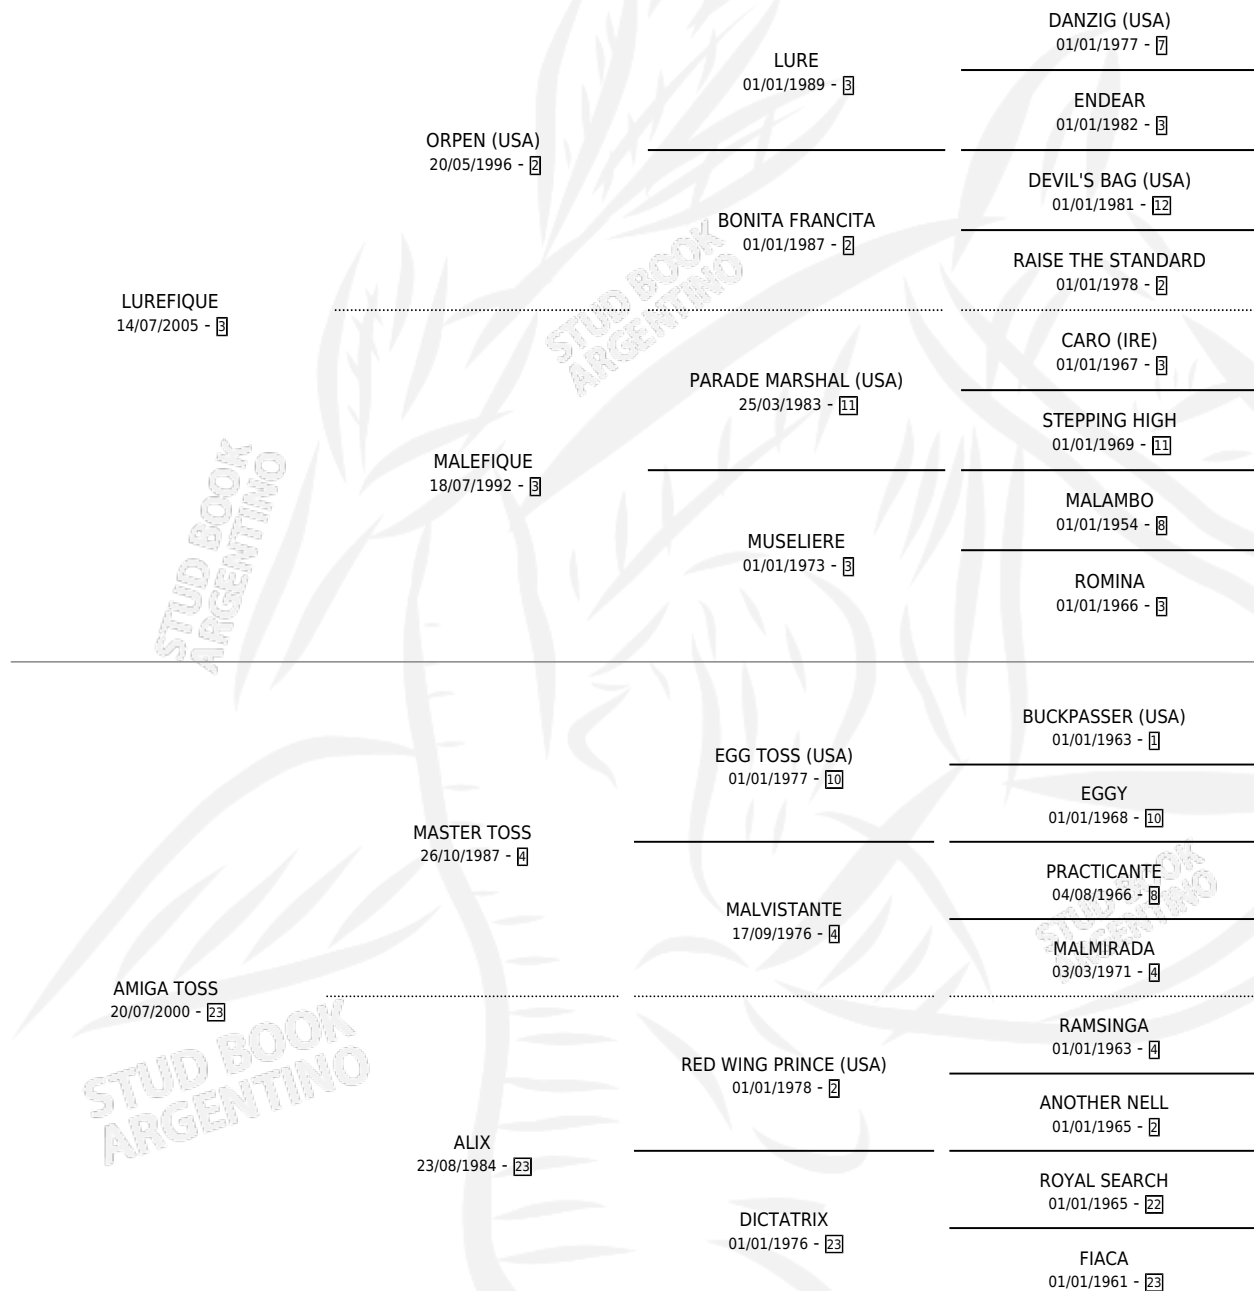 DANZIG (USA)
01/01/1977 - 7
LURE
01/01/1989 - 3
ENDEAR
01/01/1982 - 3
ORPEN (USA)
20/05/1996 - 2
DEVIL'S BAG (USA)
01/01/1981 - 12
BONITA FRANCITA
01/01/1987 - 2
RAISE THE STANDARD
01/01/1978 - 2
LUREFIQUE
14/07/2005 - 3
CARO (IRE)
01/01/1967 - 3
PARADE MARSHAL (USA)
25/03/1983 - 11
STEPPING HIGH
01/01/1969 - 11
MALEFIQUE
18/07/1992 - 3
MALAMBO
01/01/1954 - 8
MUSELIERE
01/01/1973 - 3
ROMINA
01/01/1966 - 3
STUD BOOK
ARGENTINO
STUD BOOK
ARGENTINO
BUCKPASSER (USA)
01/01/1963 - 1
EGG TOSS (USA)
01/01/1977 - 10
EGGY
01/01/1968 - 10
MASTER TOSS
26/10/1987 - 4
PRACTICANTE
04/08/1966 - 8
MALVISTANTE
17/09/1976 - 4
MALMIRADA
03/03/1971 - 4
STUD BOOK
ARGENTINO
AMIGA TOSS
20/07/2000 - 23
RAMSINGA
01/01/1963 - 4
RED WING PRINCE (USA)
01/01/1978 - 2
ANOTHER NELL
01/01/1965 - 2
ALIX
23/08/1984 - 23
ROYAL SEARCH
01/01/1965 - 22
DICTATRIX
01/01/1976 - 23
FIACA
01/01/1961 - 23
STUD BOOK
ARGENTINO